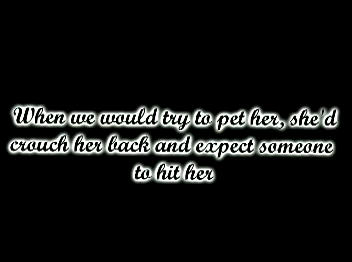 When we would try to pet her, she'd
crouch her back and expect someone
to hit her